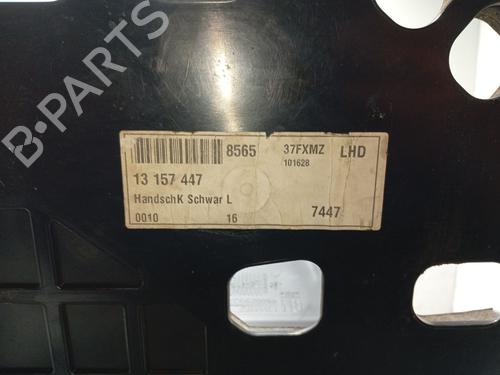 8565 37FXMZ LHD
101628
13 157 447
HandschK Schwar L
0010 16 7447
B-PARTS